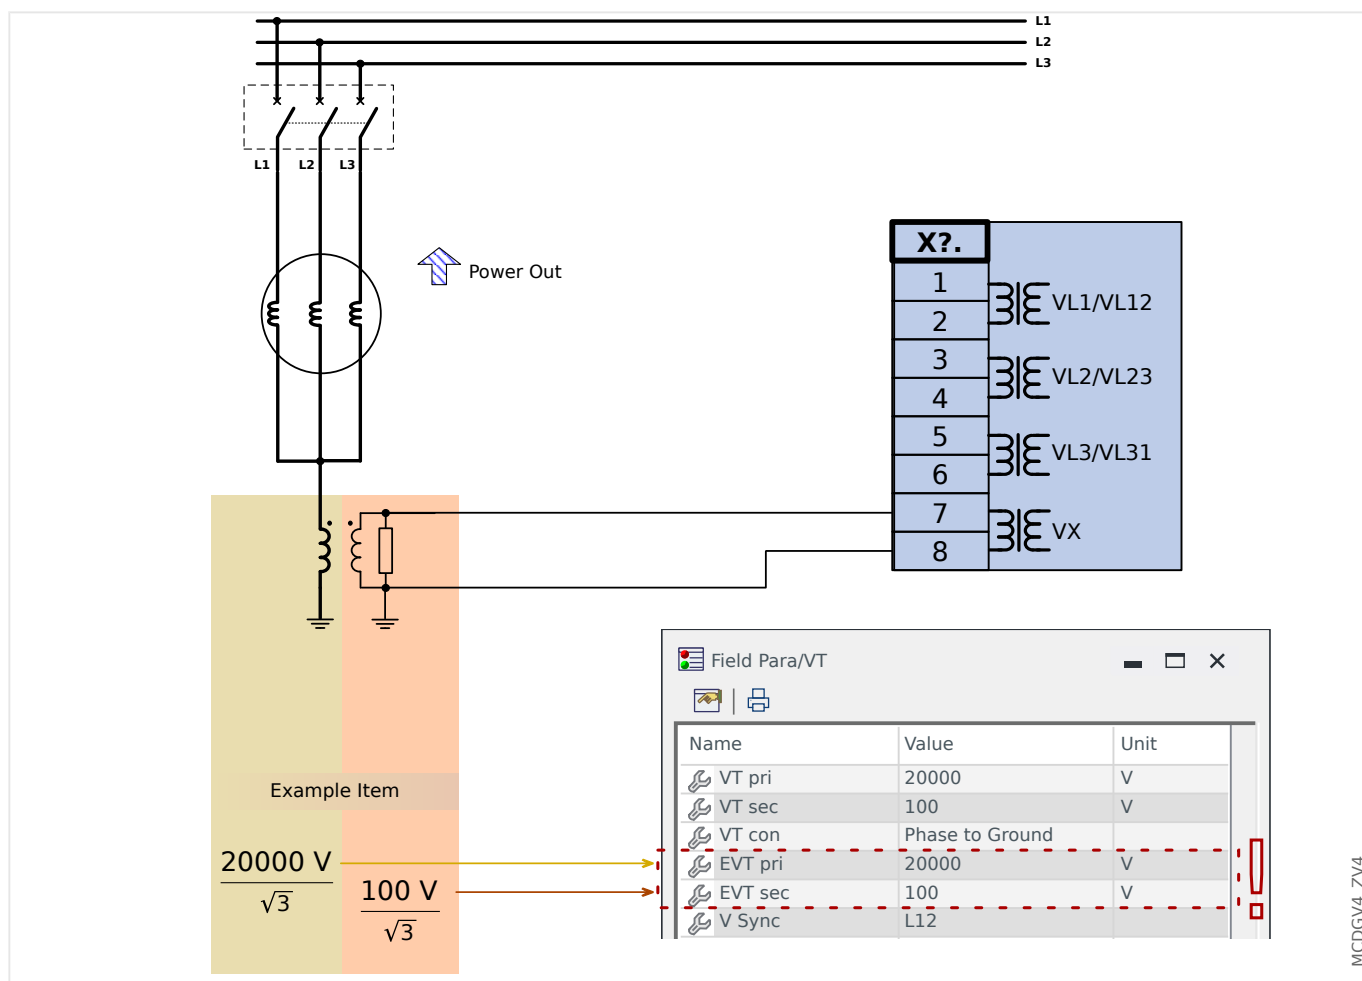 L1
L2
L3
L1 L2 L3
Power Out
X?.
1
2
VL1/VL12
3
4
VL2/VL23
5
6
VL3/VL31
7
8
VX
Field Para/VT
Name Value Unit
VT pri 20000 V
VT sec 100 V
VT con Phase to Ground
EVT pri 20000 V
EVT sec 100 V
V Sync L12
Example Item
20000 V
√3
100 V
√3
MCDGV4_ZV4